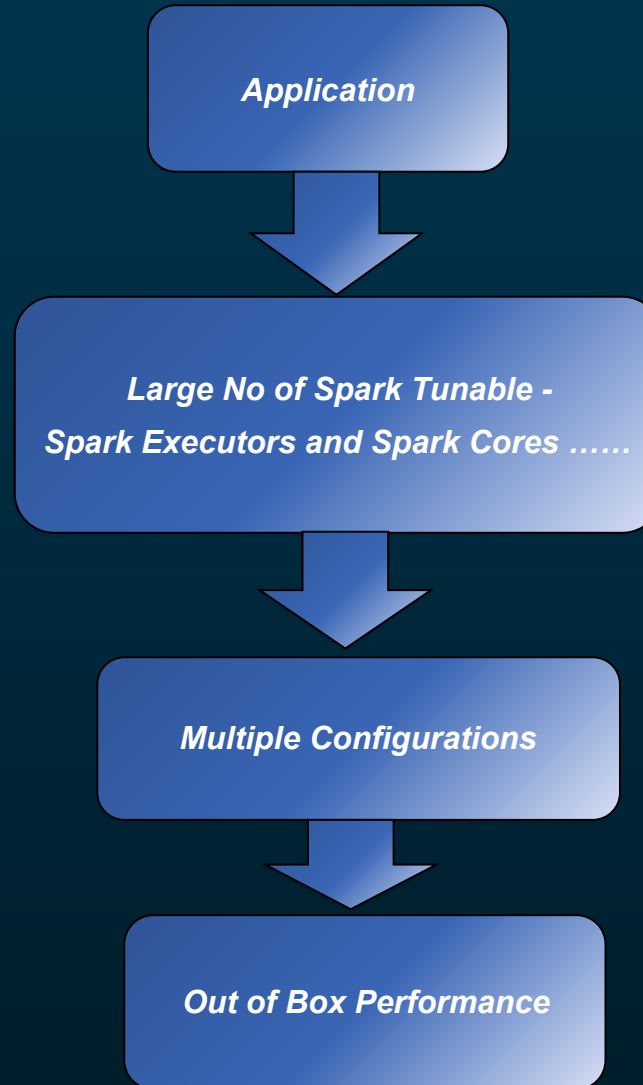 Application
Large No of Spark Tunable -
Spark Executors and Spark Cores ......
Multiple Configurations
Out of Box Performance